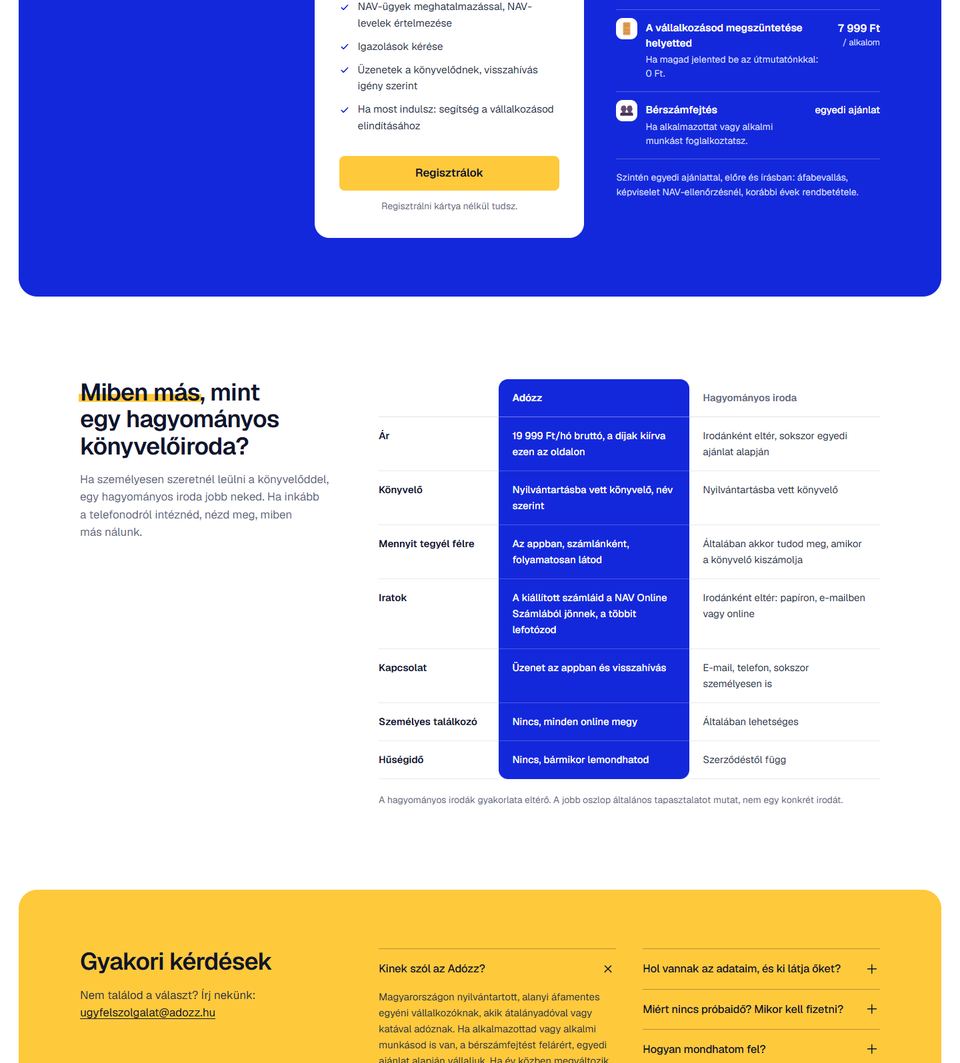 NAV-ügyek meghatalmazással, NAV-
levelek értelmezése
Igazolások kérése
Üzenetek a könyvelődnek, visszahívás
igény szerint
Ha most indulsz: segítség a vállalkozásod
elindításához
Regisztrálok
Regisztrálni kártya nélkül tudsz.
A vállalkozásod megszüntetése
helyetted
7 999 Ft
/ alkalom
Ha magad jelented be az útmutatónkkal:
0 Ft.
Bérszámfejtés
egyedi ajánlat
Ha alkalmazottat vagy alkalmi
munkást foglalkoztatsz.
Szintén egyedi ajánlattal, előre és írásban: áfabevallás,
képviselet NAV-ellenőrzésnél, korábbi évek rendbetétele.
Miben más, mint
egy hagyományos
könyvelőiroda?
Ha személyesen szeretnél leülni a könyvelőddel,
egy hagyományos iroda jobb neked. Ha inkább
a telefonodról intéznéd, nézd meg, miben
más nálunk.
Adózz
Hagyományos iroda
Ár
19 999 Ft/hó bruttó, a díjak kiírva
ezen az oldalon
Irodánként eltér, sokszor egyedi
ajánlat alapján
Könyvelő
Nyilvántartásba vett könyvelő, név
szerint
Nyilvántartásba vett könyvelő
Mennyit tegyél félre
Az appban, számlánként,
folyamatosan látod
Általában akkor tudod meg, amikor
a könyvelő kiszámolja
Iratok
A kiállított számláid a NAV Online
Számlából jönnek, a többit
lefotózod
Irodánként eltér: papíron, e-mailben
vagy online
Kapcsolat
Üzenet az appban és visszahívás
E-mail, telefon, sokszor
személyesen is
Személyes találkozó
Nincs, minden online megy
Általában lehetséges
Hűségidő
Nincs, bármikor lemondhatod
Szerződéstől függ
A hagyományos irodák gyakorlata eltérő. A jobb oszlop általános tapasztalatot mutat, nem egy konkrét irodát.
Gyakori kérdések
Nem találod a választ? Írj nekünk:
ugyfelszolgalat@adozz.hu
Kinek szól az Adózz?
Magyarországon nyilvántartott, alanyi áfamentes
egyéni vállalkozóknak, akik átalányadóval vagy
katával adóznak. Ha alkalmazottad vagy alkalmi
munkásod is van, a bérszámfejtést felárért, egyedi
ajánlat alapján vállaljuk. Ha év közben megváltozik
Hol vannak az adataim, és ki látja őket?
Miért nincs próbaidő? Mikor kell fizetni?
Hogyan mondhatom fel?